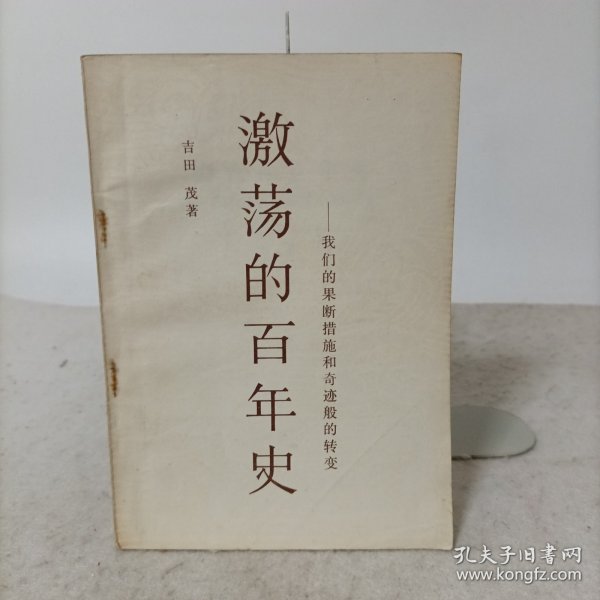 激荡的百年史
——我们的果断措施和奇迹般的转变
吉田 茂著
孔夫子旧书网
www.kongfz.com